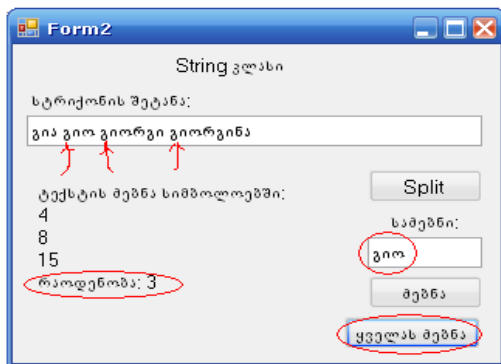 Form2
String კლასი
სტრიქონის შეტანა:
გია გიო გიორგი გიორგინა
ტექსტის ძებნა სიმბოლოებში:
4
8
15
რაოდენობა: 3
Split
საძებნი:
გიო
ძებნა
ყველას ძებნა